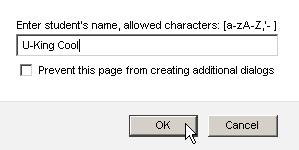 Enter student's name, allowed characters: [a-zA-Z,'- ]
U-King Cool
Prevent this page from creating additional dialogs
OK Cancel